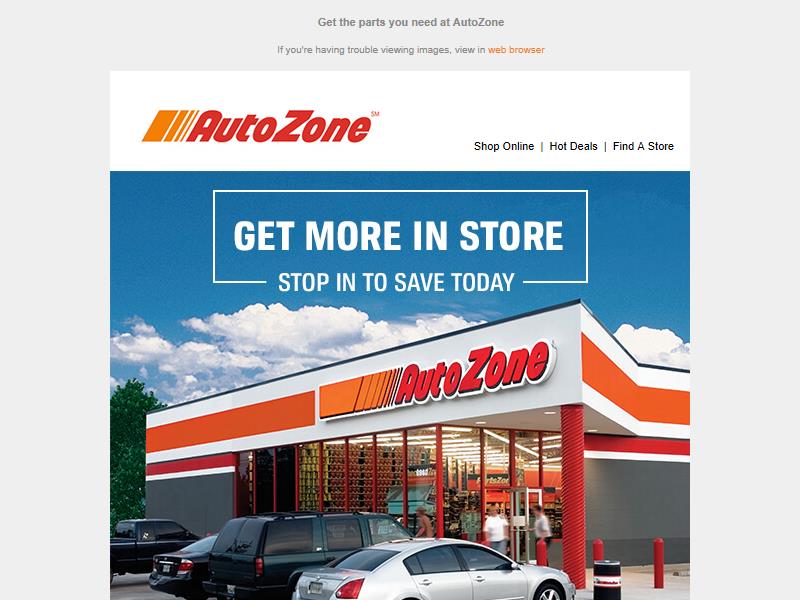 Get the parts you need at AutoZone
If you're having trouble viewing images, view in web browser
AutoZone SM
Shop Online | Hot Deals | Find A Store
GET MORE IN STORE
STOP IN TO SAVE TODAY
AutoZone